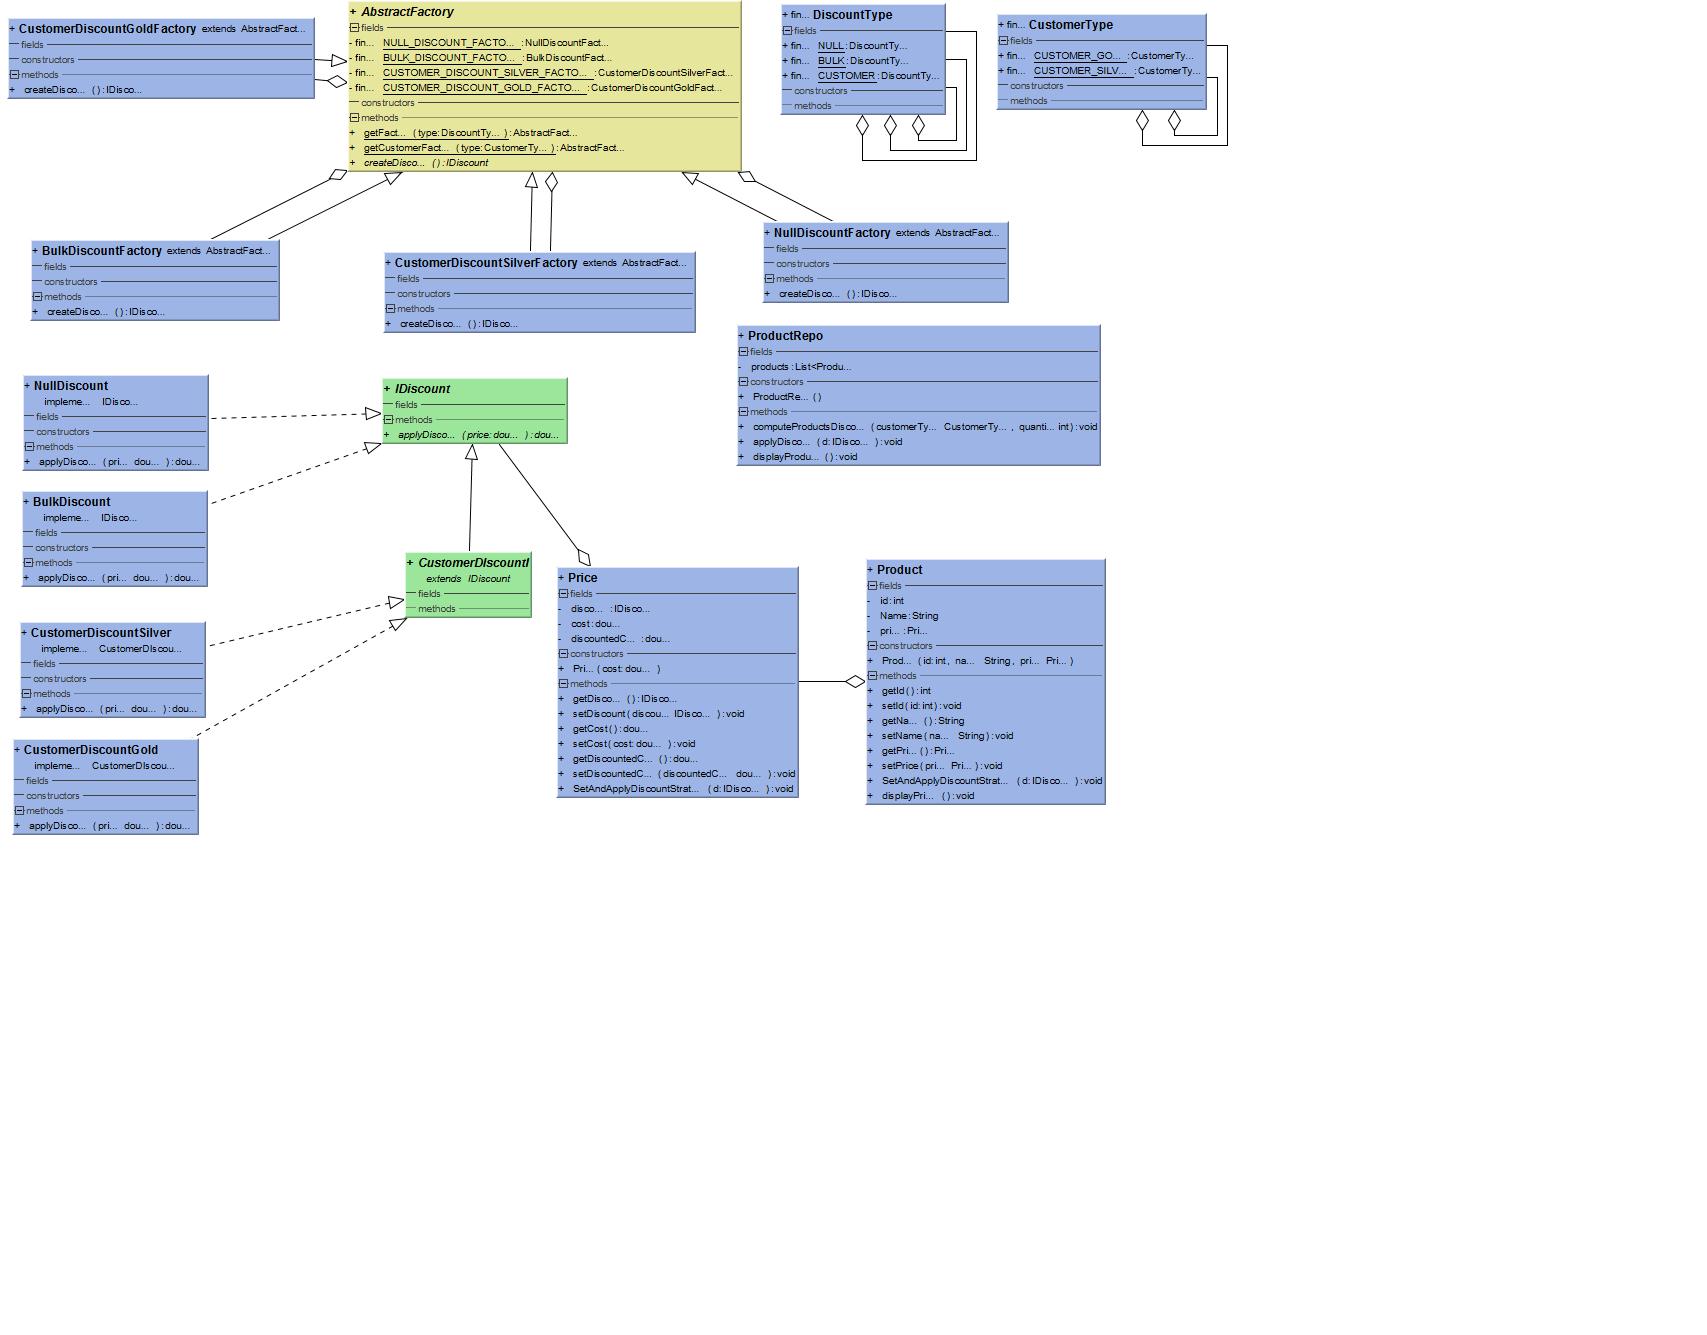 + CustomerDiscountGoldFactory extends AbstractFact...
fields
constructors
methods
+ createDisco... ( ) : IDisco...
+ AbstractFactory
fields
- fin... NULL_DISCOUNT_FACTO... : NullDiscountFact...
- fin... BULK_DISCOUNT_FACTO... : BulkDiscountFact...
- fin... CUSTOMER_DISCOUNT_SILVER_FACTO... : CustomerDiscountSilverFact...
- fin... CUSTOMER_DISCOUNT_GOLD_FACTO... : CustomerDiscountGoldFact...
constructors
methods
+ getFact... ( type: DiscountTy... ) : AbstractFact...
+ getCustomerFact... ( type: CustomerTy... ) : AbstractFact...
+ createDisco... ( ) : IDiscount
+ fin... DiscountType
fields
+ fin... NULL : DiscountTy...
+ fin... BULK : DiscountTy...
+ fin... CUSTOMER : DiscountTy...
constructors
methods
+ fin... CustomerType
fields
+ fin... CUSTOMER_GO... : CustomerTy...
+ fin... CUSTOMER_SILV... : CustomerTy...
constructors
methods
+ BulkDiscountFactory extends AbstractFact...
fields
constructors
methods
+ createDisco... ( ) : IDisco...
+ CustomerDiscountSilverFactory extends AbstractFact...
fields
constructors
methods
+ createDisco... ( ) : IDisco...
+ NullDiscountFactory extends AbstractFact...
fields
constructors
methods
+ createDisco... ( ) : IDisco...
+ ProductRepo
fields
- products : List<Produ...
constructors
+ ProductRe... ( )
methods
+ computeProductsDisco... ( customerTy... CustomerTy... , quanti... int ) : void
+ applyDisco... ( d: IDisco... ) : void
+ displayProdu... ( ) : void
+ NullDiscount
impleme... IDisco...
fields
constructors
methods
+ applyDisco... ( pri... dou... ) : dou...
+ IDiscount
fields
methods
+ applyDisco... ( price: dou... ) : dou...
+ BulkDiscount
impleme... IDisco...
fields
constructors
methods
+ applyDisco... ( pri... dou... ) : dou...
+ CustomerDIscountI
extends IDiscount
fields
methods
+ CustomerDiscountSilver
impleme... CustomerDIscou...
fields
constructors
methods
+ applyDisco... ( pri... dou... ) : dou...
+ CustomerDiscountGold
impleme... CustomerDIscou...
fields
constructors
methods
+ applyDisco... ( pri... dou... ) : dou...
+ Price
fields
- disco... : IDisco...
- cost : dou...
- discountedC... : dou...
constructors
+ Pri... ( cost: dou... )
methods
+ getDisco... ( ) : IDisco...
+ setDiscount ( discou... IDisco... ) : void
+ getCost ( ) : dou...
+ setCost ( cost: dou... ) : void
+ getDiscountedC... ( ) : dou...
+ setDiscountedC... ( discountedC... dou... ) : void
+ SetAndApplyDiscountStrat... ( d: IDisco... ) : void
+ Product
fields
- id : int
- Name : String
- pri... : Pri...
constructors
+ Prod... ( id: int , na... String , pri... Pri... )
methods
+ getId ( ) : int
+ setId ( id: int ) : void
+ getNa... ( ) : String
+ setName ( na... String ) : void
+ getPri... ( ) : Pri...
+ setPrice ( pri... Pri... ) : void
+ SetAndApplyDiscountStrat... ( d: IDisco... ) : void
+ displayPri... ( ) : void